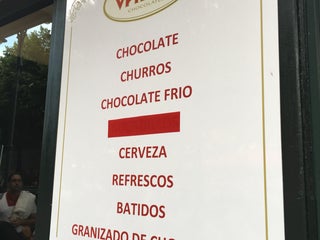 CHOCOLATE
CHURROS
CHOCOLATE FRIO
CERVEZA
REFRESCOS
BATIDOS
GRANIZADO DE